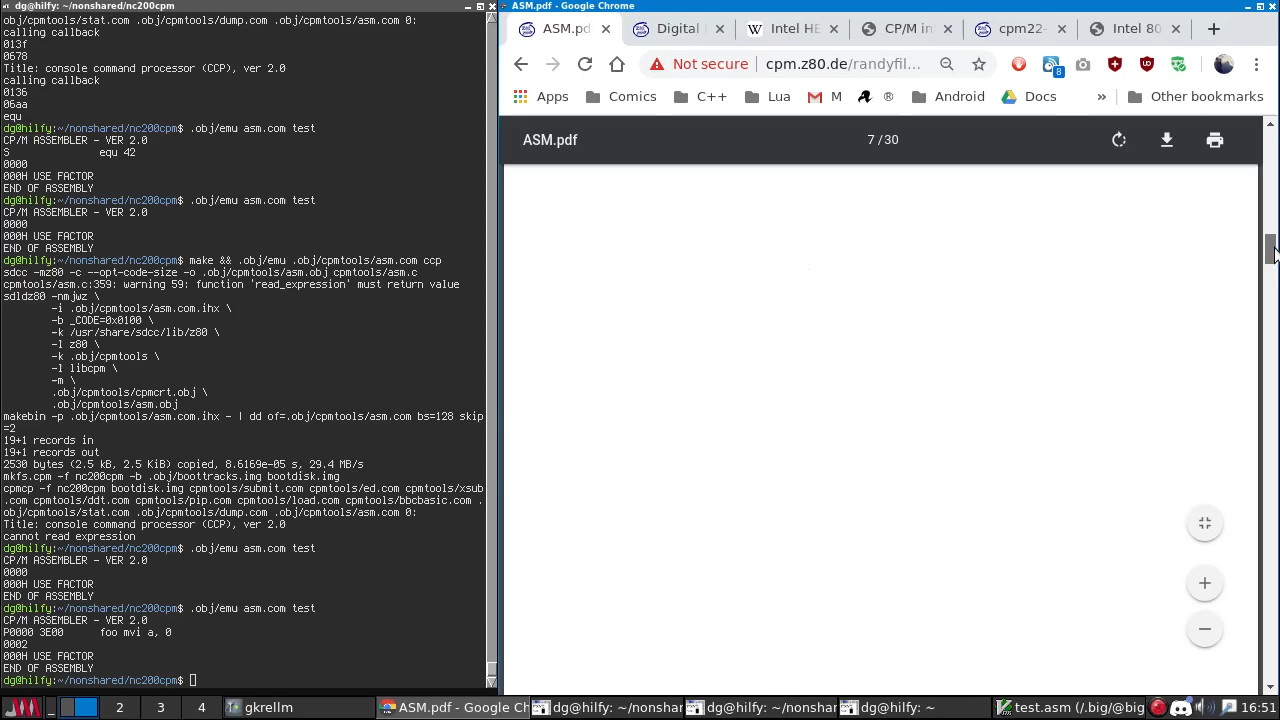 dg@hilfy: ~/nonshared/nc200cpm
obj/cpmtools/stat.com .obj/cpmtools/dump.com .obj/cpmtools/asm.com 0:
calling callback
013f
0678
Title: console command processor (CCP), ver 2.0
calling callback
0136
06aa
equ
dg@hilfy:~/nonshared/nc200cpm$ .obj/emu asm.com test
CP/M ASSEMBLER - VER 2.0
S               equ 42
0000
000H USE FACTOR
END OF ASSEMBLY
dg@hilfy:~/nonshared/nc200cpm$ .obj/emu asm.com test
CP/M ASSEMBLER - VER 2.0
0000
000H USE FACTOR
END OF ASSEMBLY
dg@hilfy:~/nonshared/nc200cpm$ make && .obj/emu .obj/cpmtools/asm.com ccp
sdcc -mz80 -c --opt-code-size -o .obj/cpmtools/asm.obj cpmtools/asm.c
cpmtools/asm.c:359: warning 59: function 'read_expression' must return value
sdldz80 -nmjwz \
        -i .obj/cpmtools/asm.com.ihx \
        -b _CODE=0x0100 \
        -k /usr/share/sdcc/lib/z80 \
        -l z80 \
        -k .obj/cpmtools \
        -l libcpm \
        -m \
        .obj/cpmtools/cpmcrt.obj \
        .obj/cpmtools/asm.obj
makebin -p .obj/cpmtools/asm.com.ihx - | dd of=.obj/cpmtools/asm.com bs=128 skip
=2
19+1 records in
19+1 records out
2530 bytes (2.5 kB, 2.5 KiB) copied, 8.6169e-05 s, 29.4 MB/s
mkfs.cpm -f nc200cpm -b .obj/boottracks.img bootdisk.img
cpmcp -f nc200cpm bootdisk.img cpmtools/submit.com cpmtools/ed.com cpmtools/xsub
.com cpmtools/ddt.com cpmtools/pip.com cpmtools/load.com cpmtools/bbcbasic.com .
obj/cpmtools/stat.com .obj/cpmtools/dump.com .obj/cpmtools/asm.com 0:
Title: console command processor (CCP), ver 2.0
cannot read expression
dg@hilfy:~/nonshared/nc200cpm$ .obj/emu asm.com test
CP/M ASSEMBLER - VER 2.0
0000
000H USE FACTOR
END OF ASSEMBLY
dg@hilfy:~/nonshared/nc200cpm$ .obj/emu asm.com test
CP/M ASSEMBLER - VER 2.0
P0000 3E00      foo mvi a, 0
0002
000H USE FACTOR
END OF ASSEMBLY
dg@hilfy:~/nonshared/nc200cpm$
ASM.pdf - Google Chrome
ASM.pd Digital Intel HE CP/M in cpm22- Intel 80
Not secure cpm.z80.de/randyfil... 8
Apps Comics C++ Lua M ® Android Docs » Other bookmarks
ASM.pdf 7 / 30
2 3 4 gkrellm ASM.pdf - Google Ch dg@hilfy: ~/nonshar dg@hilfy: ~/nonshar dg@hilfy: ~ test.asm (/.big/@big 16:51